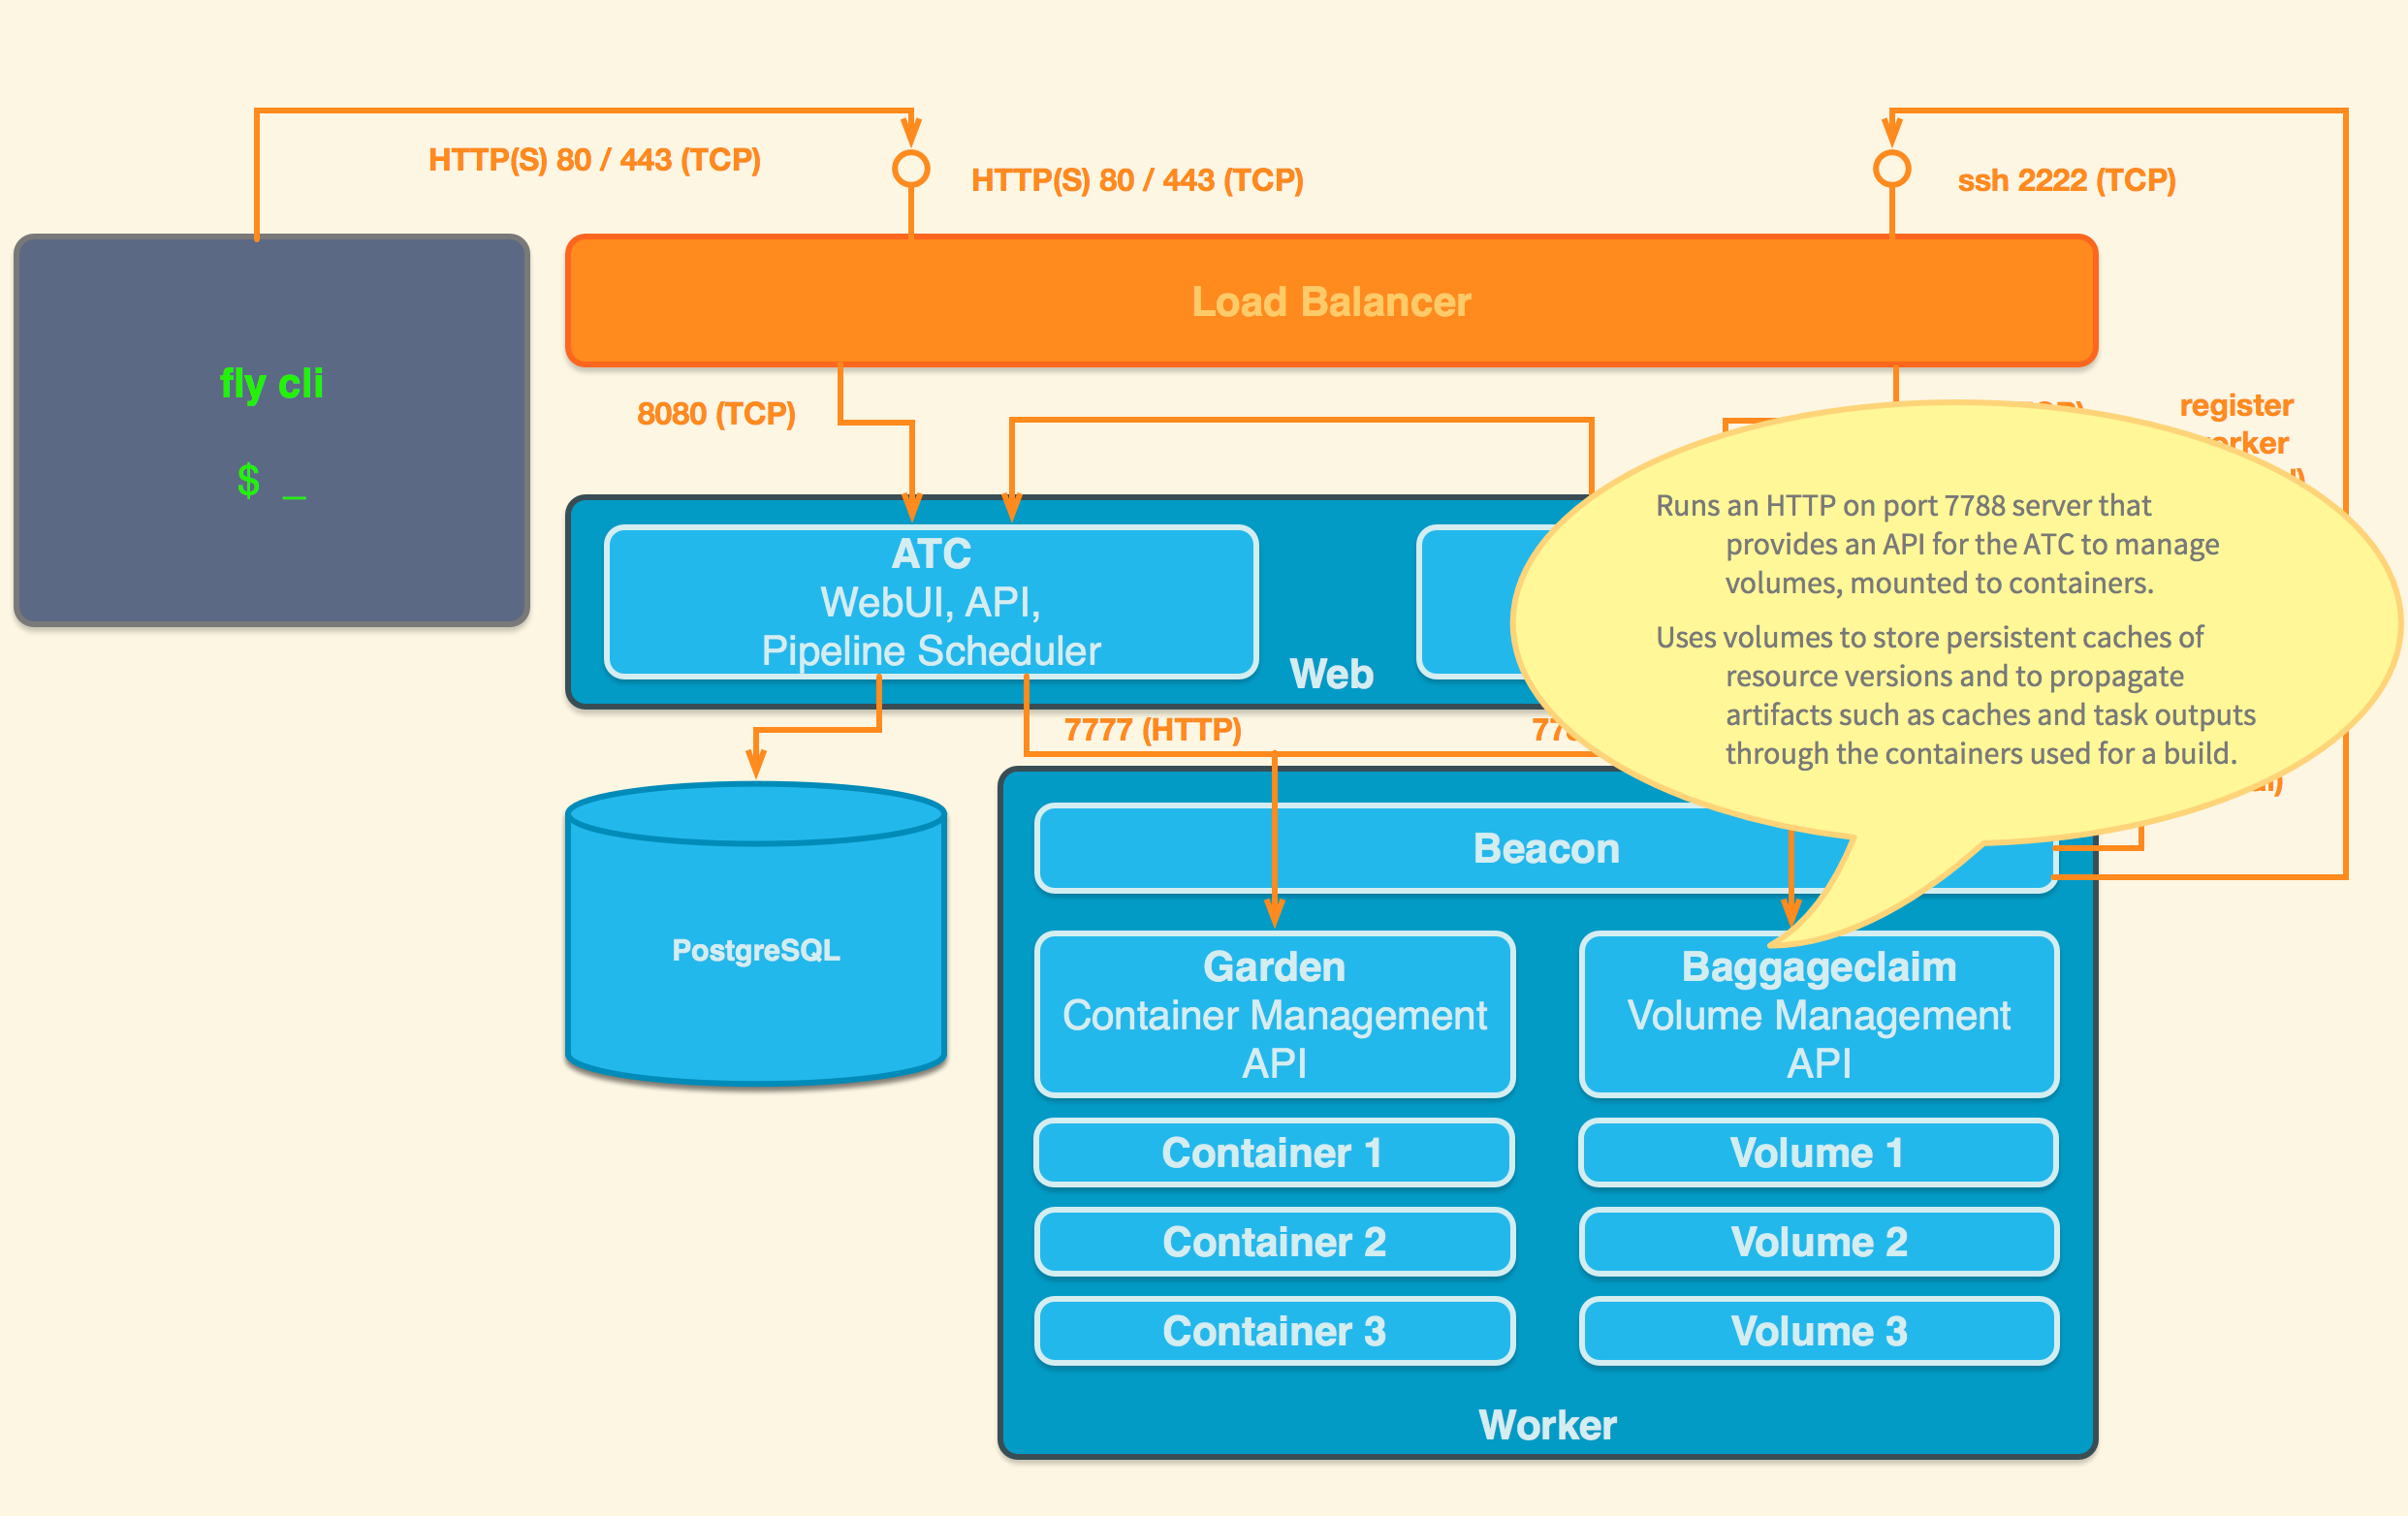 HTTP(S) 80 / 443 (TCP)
HTTP(S) 80 / 443 (TCP)
ssh 2222 (TCP)
Load Balancer
fly cli
$ _
8080 (TCP)
register
Runs an HTTP on port 7788 server that
provides an API for the ATC to manage
volumes, mounted to containers.
Uses volumes to store persistent caches of
resource versions and to propagate
artifacts such as caches and task outputs
through the containers used for a build.
ATC
WebUI, API,
Pipeline Scheduler
Web
7777 (HTTP)
Beacon
PostgreSQL
Garden
Container Management
API
Baggageclaim
Volume Management
API
Container 1
Volume 1
Container 2
Volume 2
Container 3
Volume 3
Worker